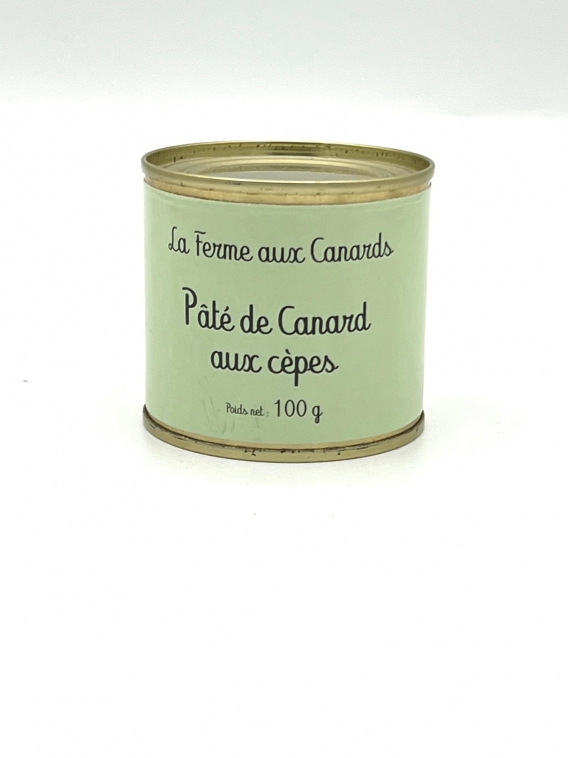 La Ferme aux Canards
Pâté de Canard
aux cèpes
Poids net : 100 g